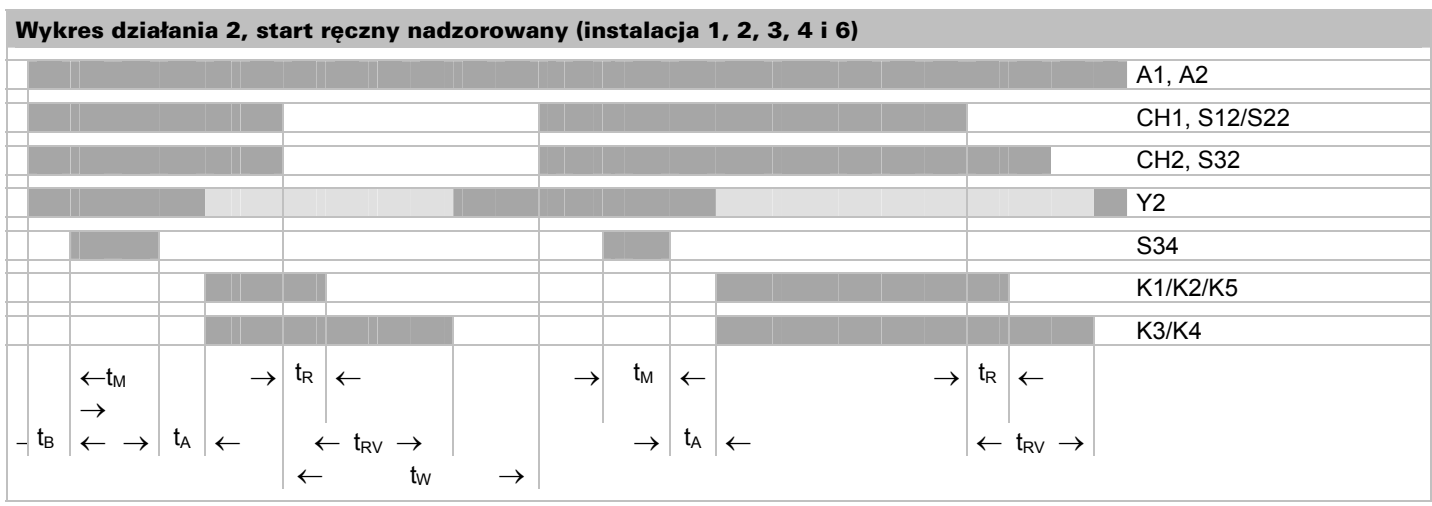 Wykres działania 2, start ręczny nadzorowany (instalacja 1, 2, 3, 4 i 6)
A1, A2
CH1, S12/S22
CH2, S32
Y2
S34
K1/K2/K5
K3/K4
←tM → tR ← → tM ← → tR ←
→
tB ← → tA ← ← tRV → → tA ← ← tRV →
← tW →